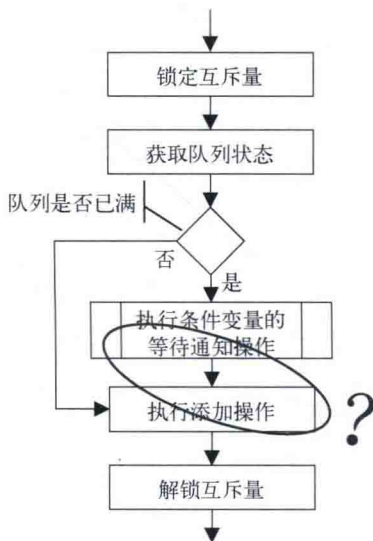 锁定互斥量
获取队列状态
队列是否已满
否
是
执行条件变量的
等待通知操作
执行添加操作
?
解锁互斥量